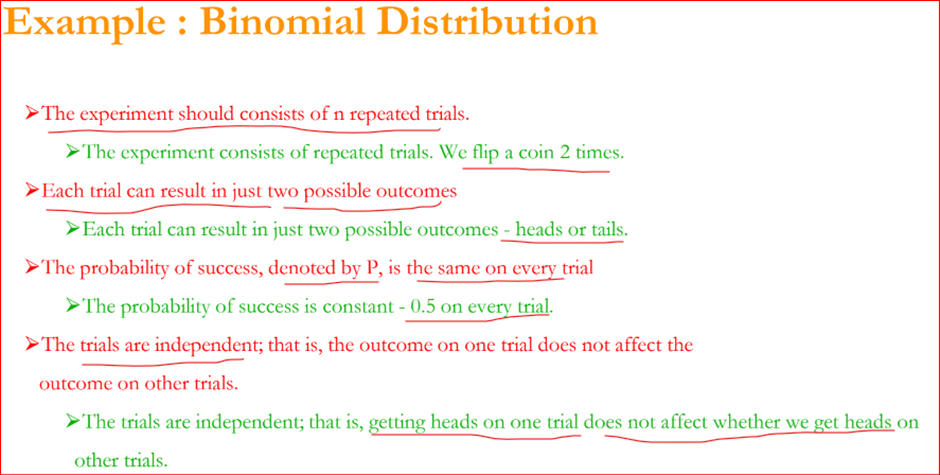 Example : Binomial Distribution
➢The experiment should consists of n repeated trials.
➢The experiment consists of repeated trials. We flip a coin 2 times.
➢Each trial can result in just two possible outcomes
➢Each trial can result in just two possible outcomes - heads or tails.
➢The probability of success, denoted by P, is the same on every trial
➢The probability of success is constant - 0.5 on every trial.
➢The trials are independent; that is, the outcome on one trial does not affect the
outcome on other trials.
➢The trials are independent; that is, getting heads on one trial does not affect whether we get heads on
other trials.